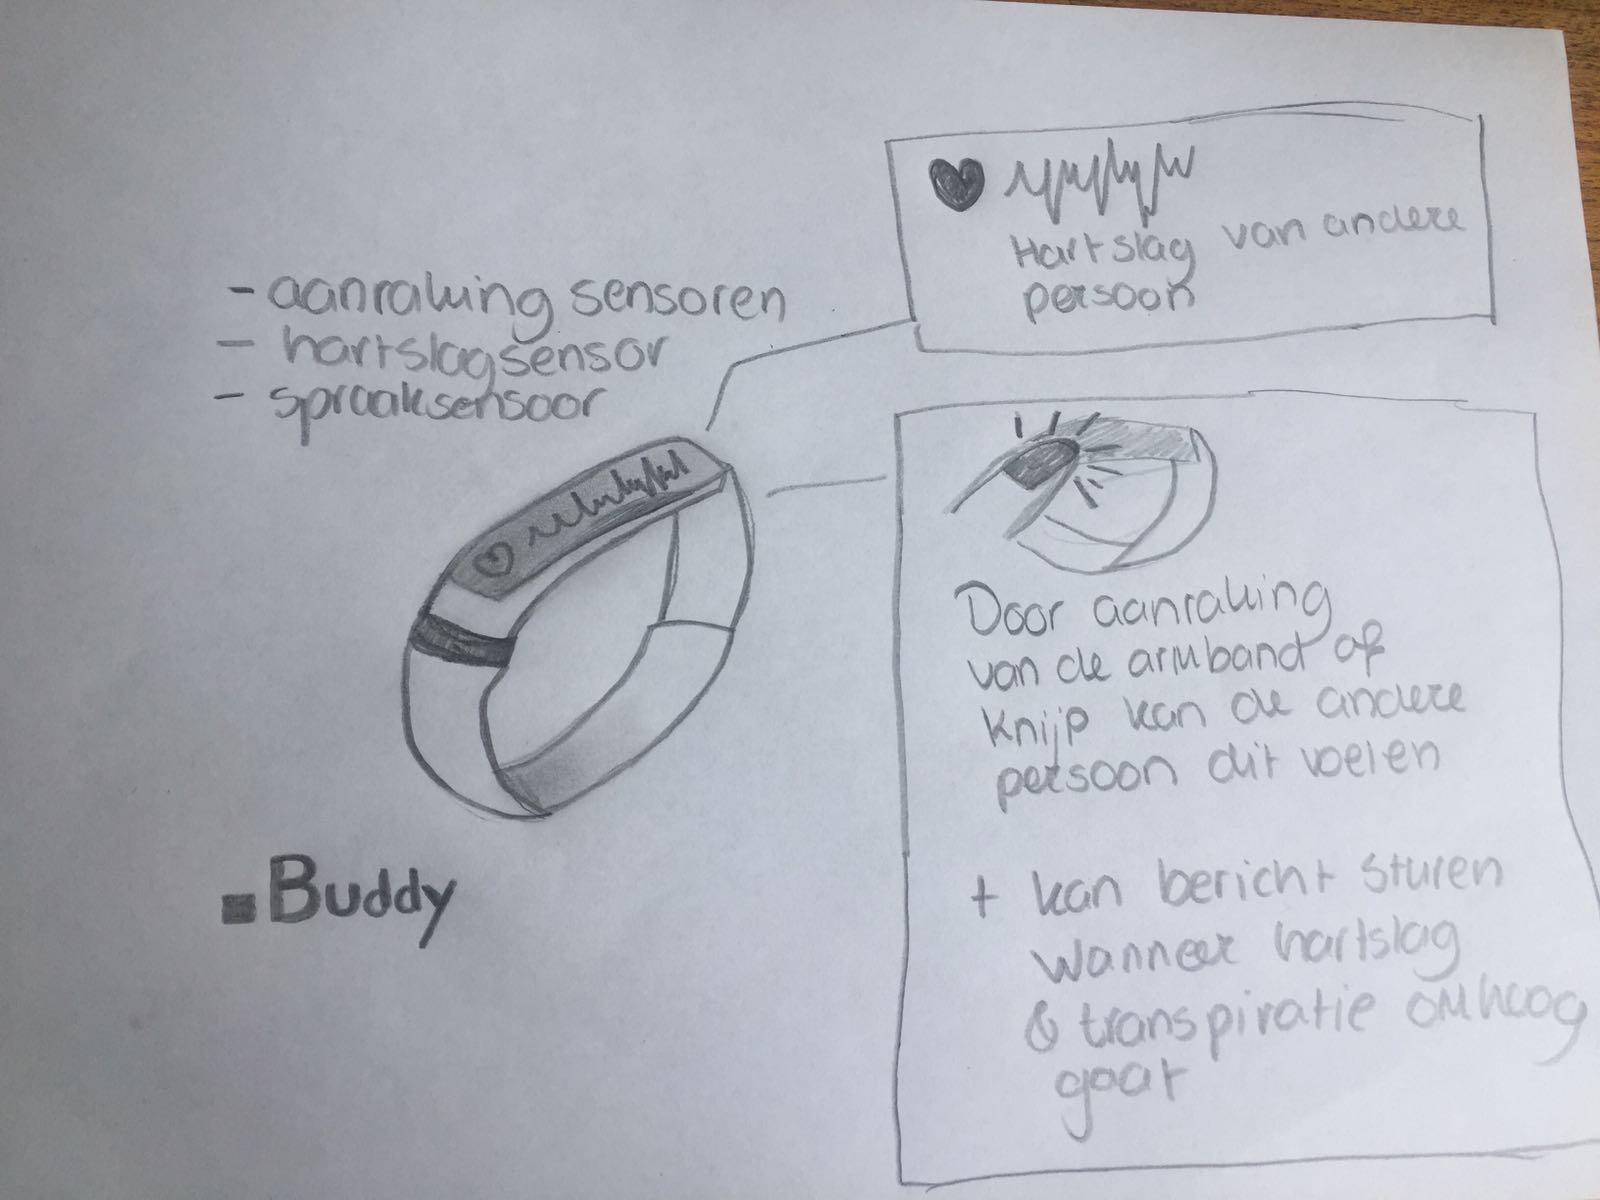 - aanraking sensoren
- hartslagsensor
- spraaksensoor
Hartslag van andere
persoon
Door aanraking
van de armband of
knijp kan de andere
persoon dit voelen
+ kan bericht sturen
wanneer hartslag
& transpiratie omhoog
gaat
Buddy